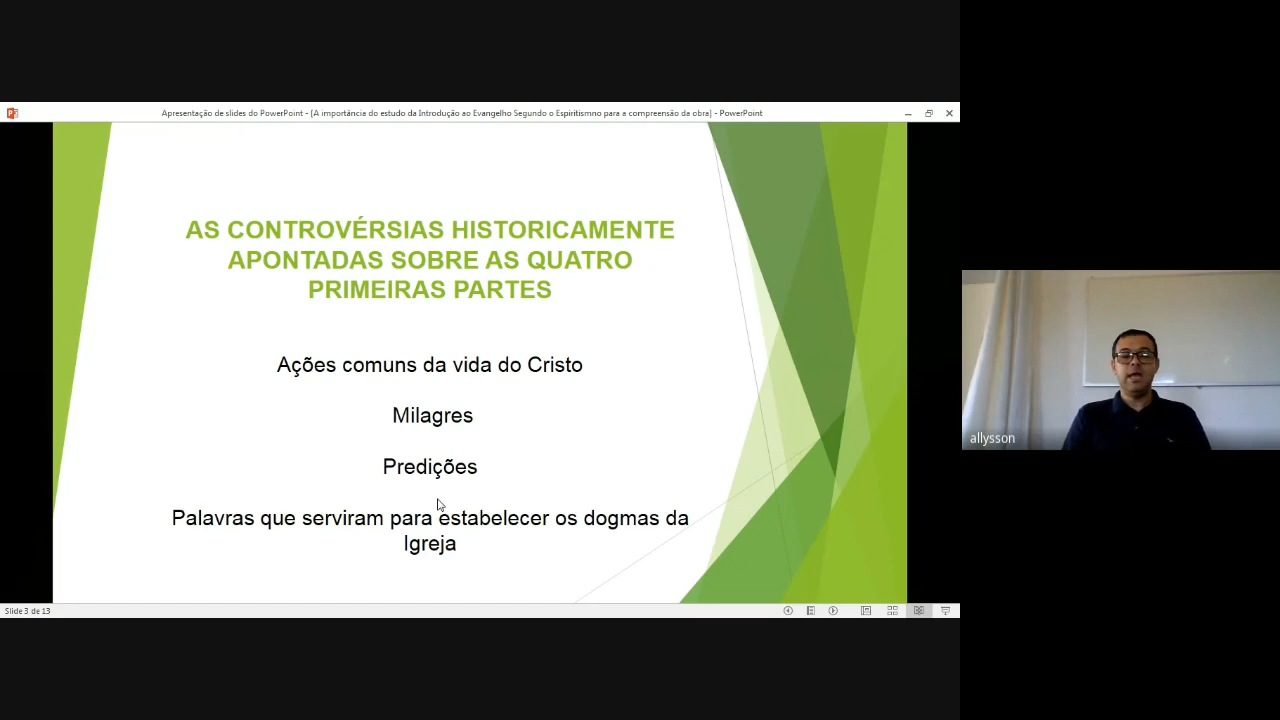 Apresentação de slides do PowerPoint - [A importância do estudo da Introdução ao Evangelho Segundo o Espiritismno para a compreensão da obra] - PowerPoint
AS CONTROVÉRSIAS HISTORICAMENTE
APONTADAS SOBRE AS QUATRO
PRIMEIRAS PARTES
Ações comuns da vida do Cristo
Milagres
Predições
Palavras que serviram para estabelecer os dogmas da
Igreja
allysson
Slide 3 de 13